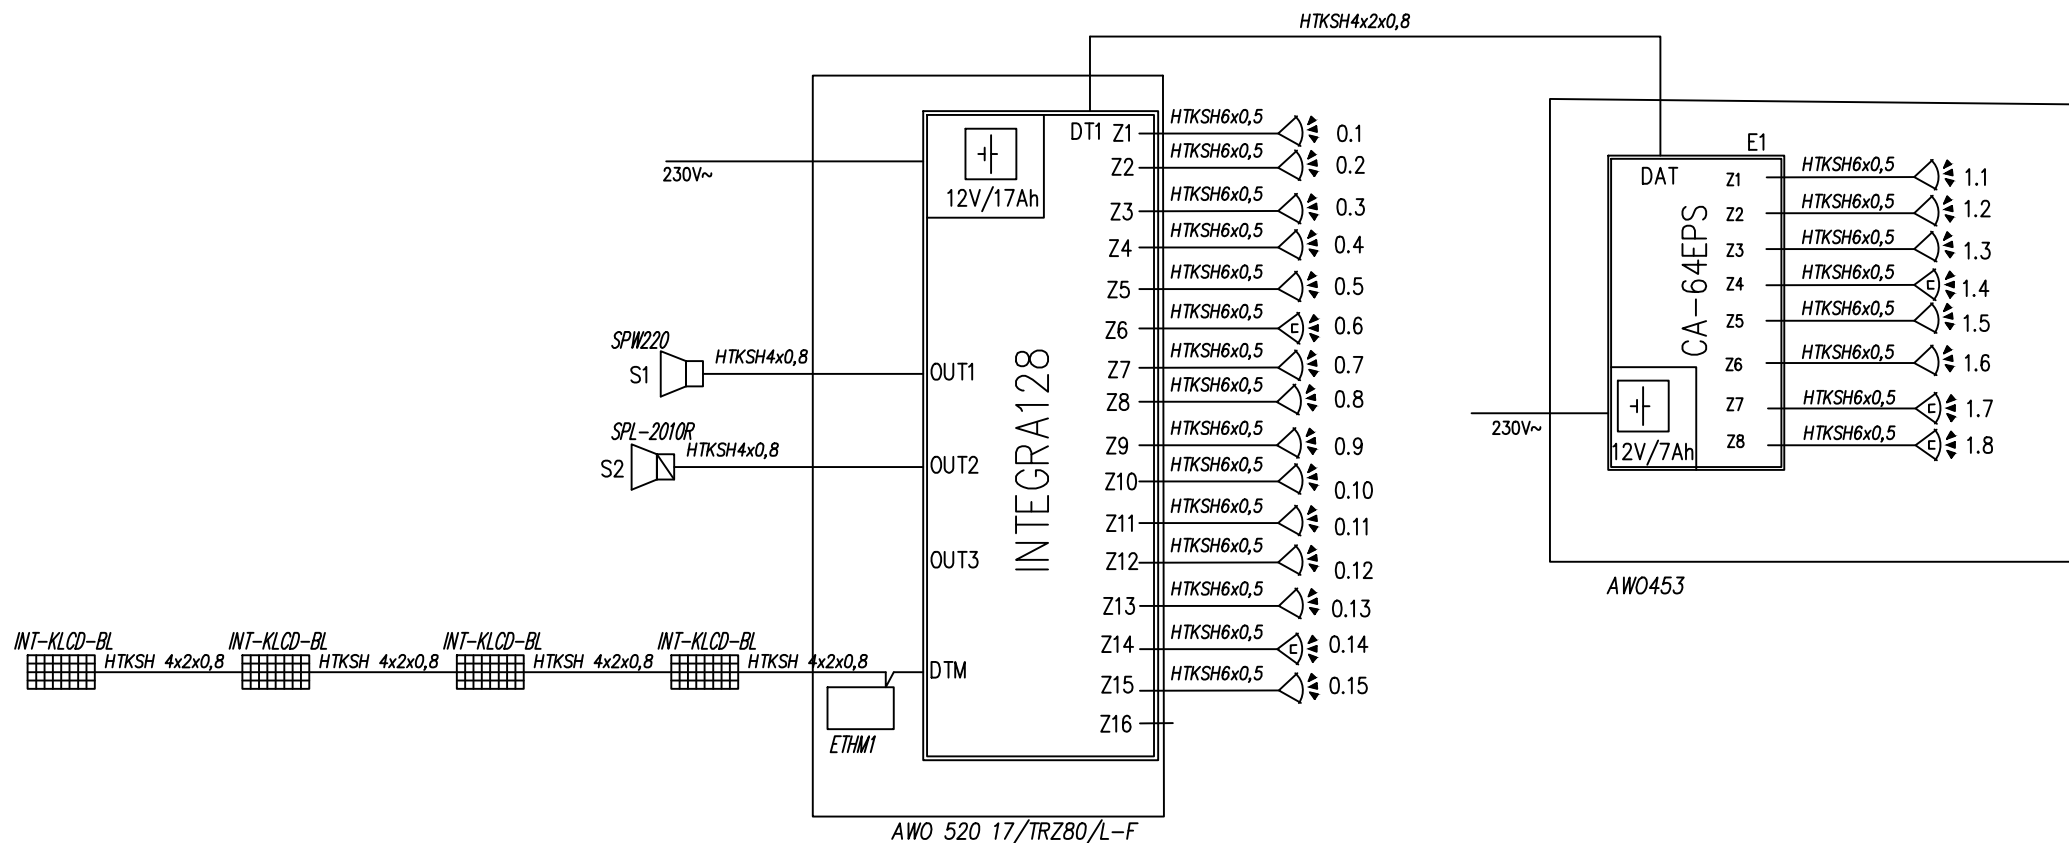 HTKSH4x2x0,8
230V~
12V/17Ah
DT1
Z1 HTKSH6x0,5 0.1
Z2 HTKSH6x0,5 0.2
Z3 HTKSH6x0,5 0.3
Z4 HTKSH6x0,5 0.4
Z5 HTKSH6x0,5 0.5
Z6 HTKSH6x0,5 0.6
Z7 HTKSH6x0,5 0.7
Z8 HTKSH6x0,5 0.8
Z9 HTKSH6x0,5 0.9
Z10 HTKSH6x0,5 0.10
Z11 HTKSH6x0,5 0.11
Z12 HTKSH6x0,5 0.12
Z13 HTKSH6x0,5 0.13
Z14 HTKSH6x0,5 0.14
Z15 HTKSH6x0,5 0.15
Z16
INTEGRA128
SPW220
S1 HTKSH4x0,8 OUT1
SPL-2010R
S2 HTKSH4x0,8 OUT2
OUT3
INT-KLCD-BL
HTKSH 4x2x0,8
INT-KLCD-BL
HTKSH 4x2x0,8
INT-KLCD-BL
HTKSH 4x2x0,8
INT-KLCD-BL
HTKSH 4x2x0,8
DTM
ETHM1
AWO 520 17/TRZ80/L-F
E1
DAT
CA-64EPS
Z1 HTKSH6x0,5 1.1
Z2 HTKSH6x0,5 1.2
Z3 HTKSH6x0,5 1.3
Z4 HTKSH6x0,5 1.4
Z5 HTKSH6x0,5 1.5
Z6 HTKSH6x0,5 1.6
Z7 HTKSH6x0,5 1.7
Z8 HTKSH6x0,5 1.8
230V~
12V/7Ah
AWO453